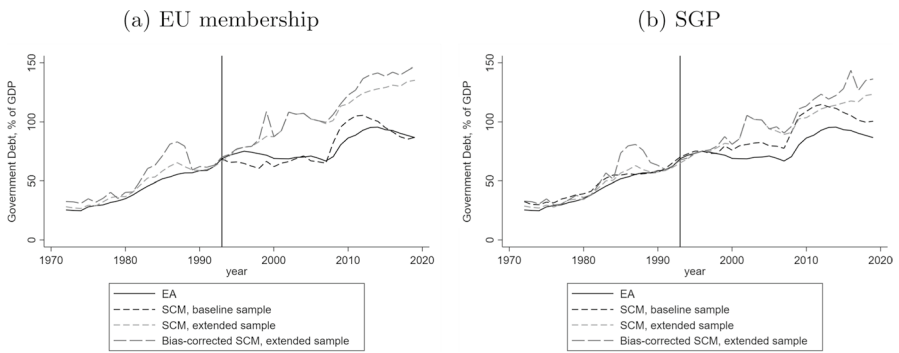 (a) EU membership
(b) SGP
Government Debt, % of GDP
150
100
50
0
1970
1980
1990
2000
2010
2020
year
EA
SCM, baseline sample
SCM, extended sample
Bias-corrected SCM, extended sample
Government Debt, % of GDP
150
100
50
0
1970
1980
1990
2000
2010
2020
year
EA
SCM, baseline sample
SCM, extended sample
Bias-corrected SCM, extended sample